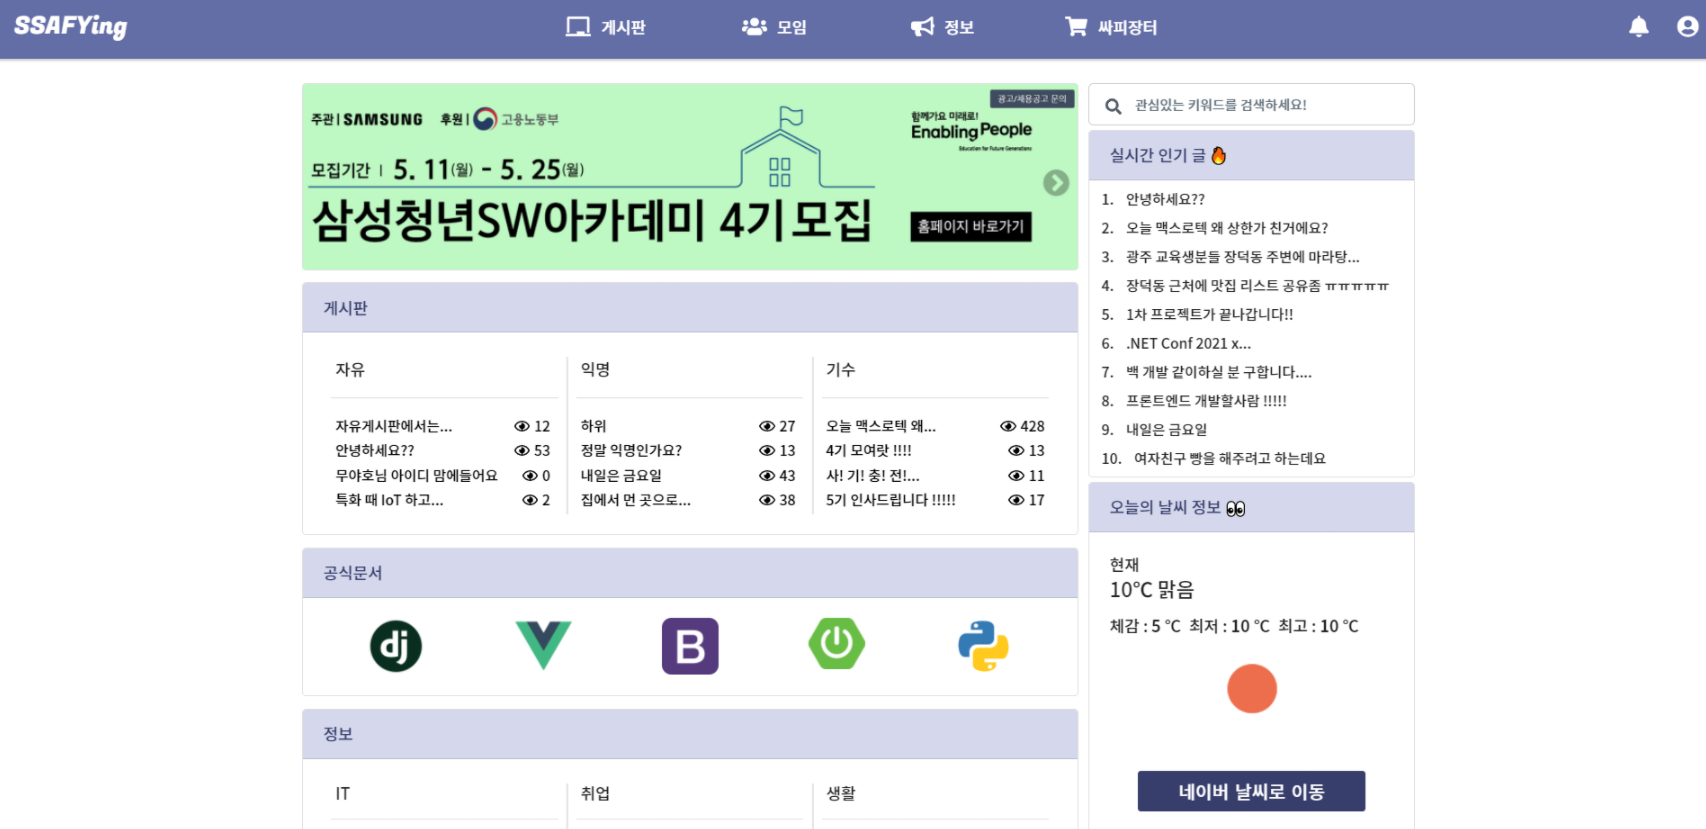 SSAFYing
게시판
모임
정보
싸피장터
주관 | SAMSUNG 후원 | 고용노동부
모집기간 | 5. 11(월) - 5. 25(월)
삼성청년SW아카데미 4기 모집
광고/채용공고 문의
함께가요 미래로!
Enabling People
Education for Future Generations
홈페이지 바로가기
관심있는 키워드를 검색하세요!
게시판
자유
자유게시판에서는... 12
안녕하세요?? 53
무야호님 아이디 맘에들어요 0
특화 때 IoT 하고... 2
익명
하위 27
정말 익명인가요? 13
내일은 금요일 43
집에서 먼 곳으로... 38
기수
오늘 맥스로텍 왜... 428
4기 모여랏 !!!! 13
사! 기! 충! 전!... 11
5기 인사드립니다 !!!!! 17
공식문서
dj
B
정보
IT
취업
생활
실시간 인기 글 🔥
1. 안녕하세요??
2. 오늘 맥스로텍 왜 상한가 친거에요?
3. 광주 교육생분들 장덕동 주변에 마라탕...
4. 장덕동 근처에 맛집 리스트 공유좀 ㅠㅠㅠㅠㅠ
5. 1차 프로젝트가 끝나갑니다!!
6. .NET Conf 2021 x...
7. 백 개발 같이하실 분 구합니다....
8. 프론트엔드 개발할사람 !!!!!
9. 내일은 금요일
10. 여자친구 빵을 해주려고 하는데요
오늘의 날씨 정보 👀
현재
10℃ 맑음
체감 : 5 ℃ 최저 : 10 ℃ 최고 : 10 ℃
네이버 날씨로 이동